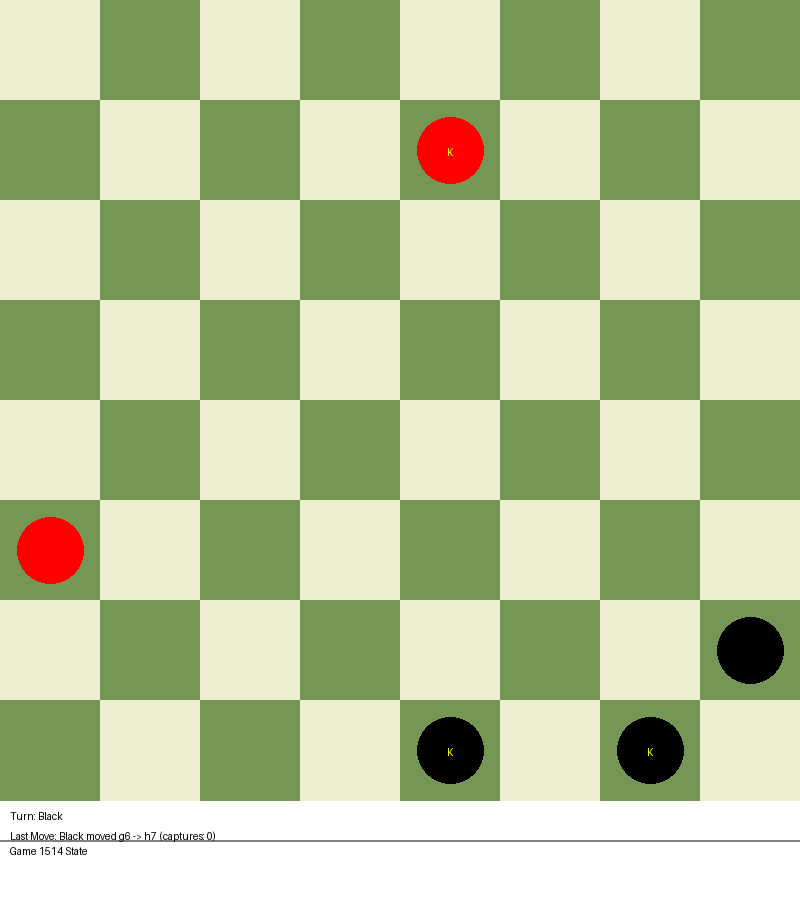 K
K
K
Turn: Black
Last Move: Black moved g6 -> h7 (captures: 0)
Game 1514 State